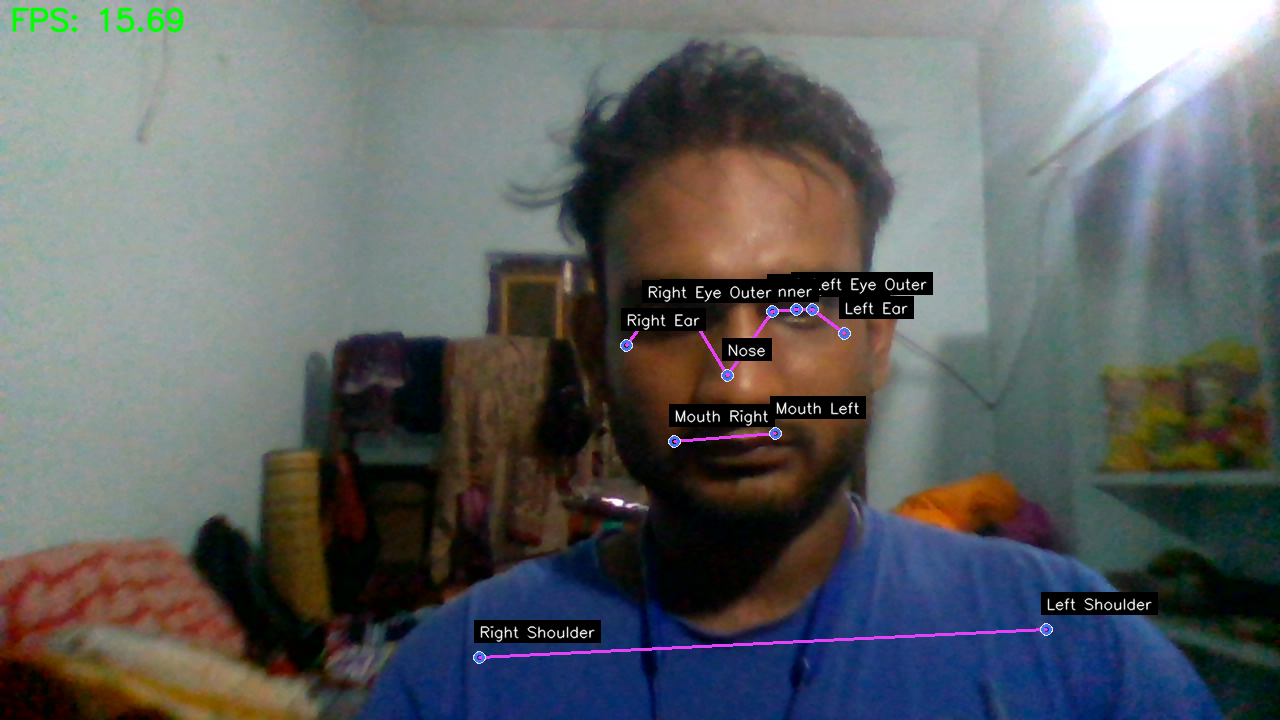 FPS: 15.69
Left Eye Outer
Right Eye Outer
nner
Left Ear
Right Ear
Nose
Mouth Left
Mouth Right
Left Shoulder
Right Shoulder